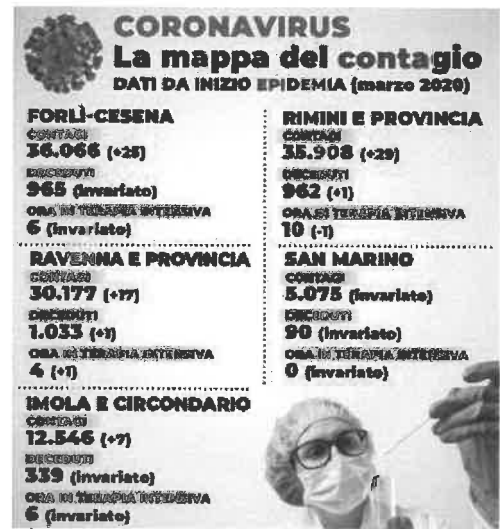 CORONAVIRUS
La mappa del contagio
DATI DA INIZIO EPIDEMIA (marzo 2020)
FORLÌ-CESENA
CONTAGI
36.066 (+25)
DECEDUTI
965 (invariato)
ORA IN TERAPIA INTENSIVA
6 (invariato)
RAVENNA E PROVINCIA
CONTAGI
30.177 (+17)
DECEDUTI
1.033 (+1)
ORA IN TERAPIA INTENSIVA
4 (+1)
IMOLA E CIRCONDARIO
CONTAGI
12.546 (+7)
DECEDUTI
339 (invariato)
ORA IN TERAPIA INTENSIVA
6 (invariato)
RIMINI E PROVINCIA
CONTAGI
35.908 (+29)
DECEDUTI
962 (+1)
ORA IN TERAPIA INTENSIVA
10 (-1)
SAN MARINO
CONTAGI
5.075 (invariato)
DECEDUTI
90 (invariato)
ORA IN TERAPIA INTENSIVA
0 (invariato)